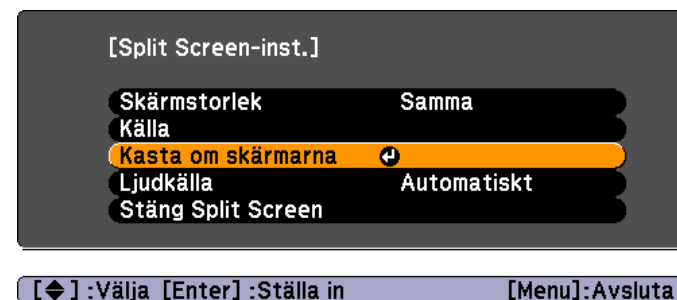 [Split Screen-inst.]
Skärmstorlek Samma
Källa
Kasta om skärmarna
Ljudkälla Automatiskt
Stäng Split Screen
[◆] :Välja [Enter] :Ställa in [Menu]:Avsluta